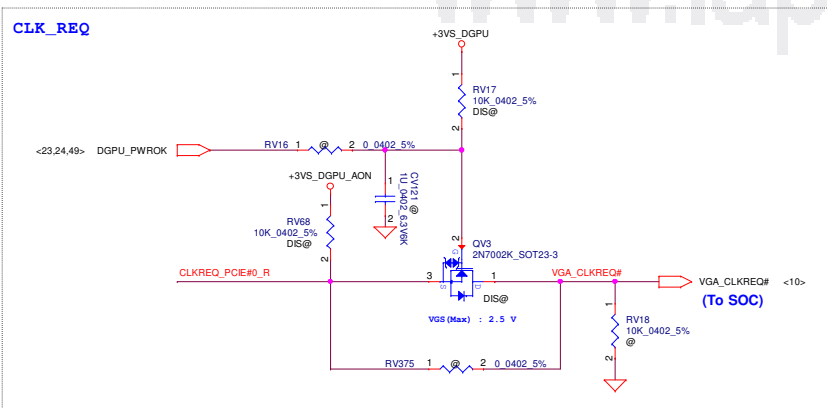 CLK_REQ
+3VS_DGPU
1
RV17
10K_0402_5%
DIS@
2
<23,24,49> DGPU_PWROK
RV16 1 @ 2 0_0402_5%
+3VS_DGPU_AON
1
CV121
1U_0402_6.3V6K
@
2
1
RV68
10K_0402_5%
DIS@
2
2
G
QV3
2N7002K_SOT23-3
CLKREQ_PCIE#0_R
3
S
D
1
DIS@
VGA_CLKREQ#
VGA_CLKREQ# <10>
(To SOC)
VGS(Max) : 2.5 V
1
RV18
10K_0402_5%
@
2
RV375 1 @ 2 0_0402_5%